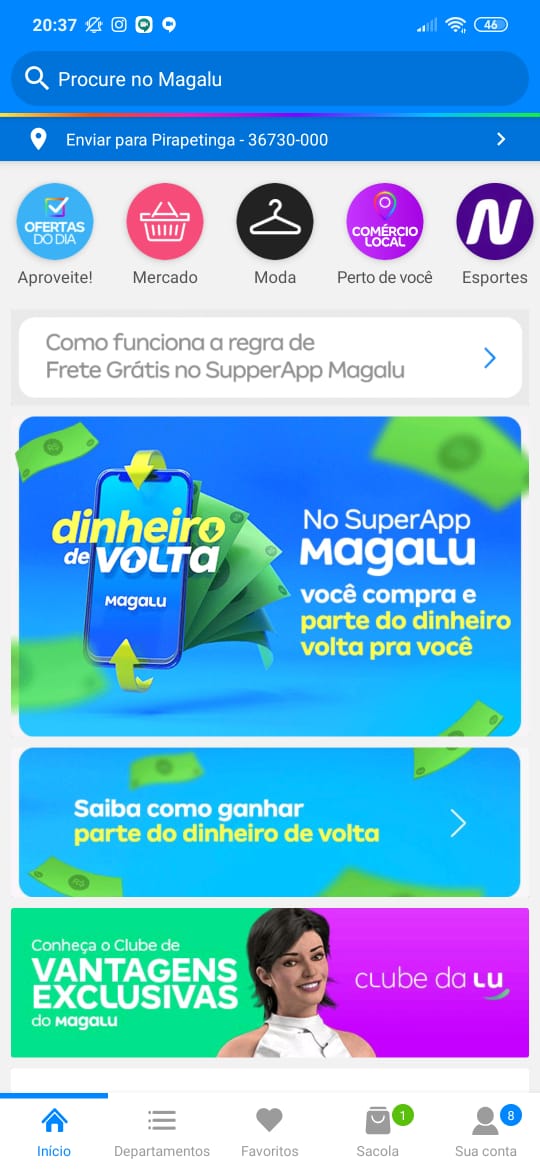 20:37
46
Procure no Magalu
Enviar para Pirapetinga - 36730-000
OFERTAS
DO DIA
COMÉRCIO
LOCAL
N
Aproveite!
Mercado
Moda
Perto de você
Esportes
Como funciona a regra de
Frete Grátis no SupperApp Magalu
dinheiro
de volta
Magalu
No SuperApp
Magalu
você compra e
parte do dinheiro
volta pra você
Saiba como ganhar
parte do dinheiro de volta
Conheça o Clube de
VANTAGENS
EXCLUSIVAS
do Magalu
clube da lu
1
8
Início
Departamentos
Favoritos
Sacola
Sua conta